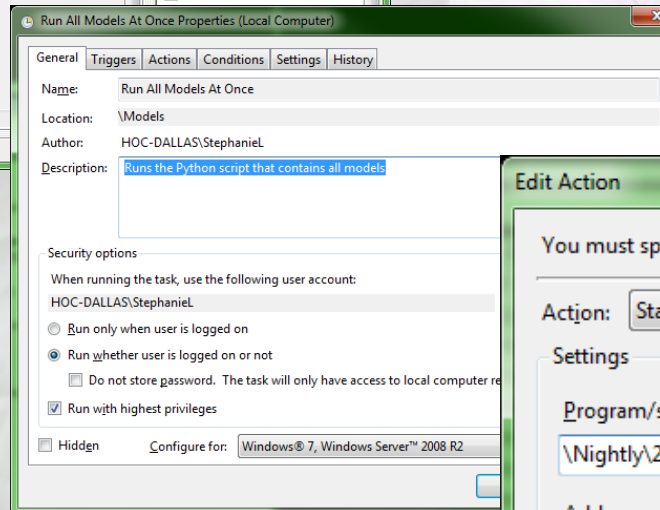 Run All Models At Once Properties (Local Computer)
General Triggers Actions Conditions Settings History
Name: Run All Models At Once
Location: \Models
Author: HOC-DALLAS\StephanieL
Description: Runs the Python script that contains all models
Security options
When running the task, use the following user account:
HOC-DALLAS\StephanieL
Run only when user is logged on
Run whether user is logged on or not
Do not store password. The task will only have access to local computer re
Run with highest privileges
Hidden Configure for: Windows® 7, Windows Server™ 2008 R2
Edit Action
You must sp
Action: Sta
Settings
Program/s
\Nightly\2